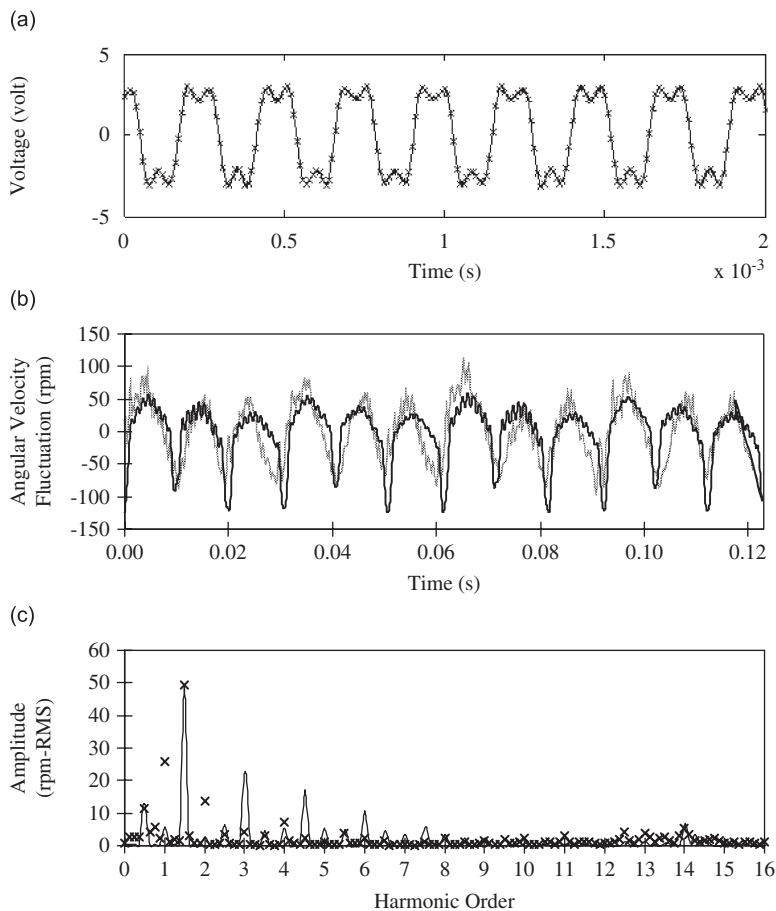 (a)
5
0
-5
Voltage (volt)
0 0.5 1 1.5 2
Time (s)
x 10-3
(b)
150
100
50
0
-50
-100
-150
Angular Velocity
Fluctuation (rpm)
0.00 0.02 0.04 0.06 0.08 0.10 0.12
Time (s)
(c)
60
50
40
30
20
10
0
Amplitude
(rpm-RMS)
0 1 2 3 4 5 6 7 8 9 10 11 12 13 14 15 16
Harmonic Order